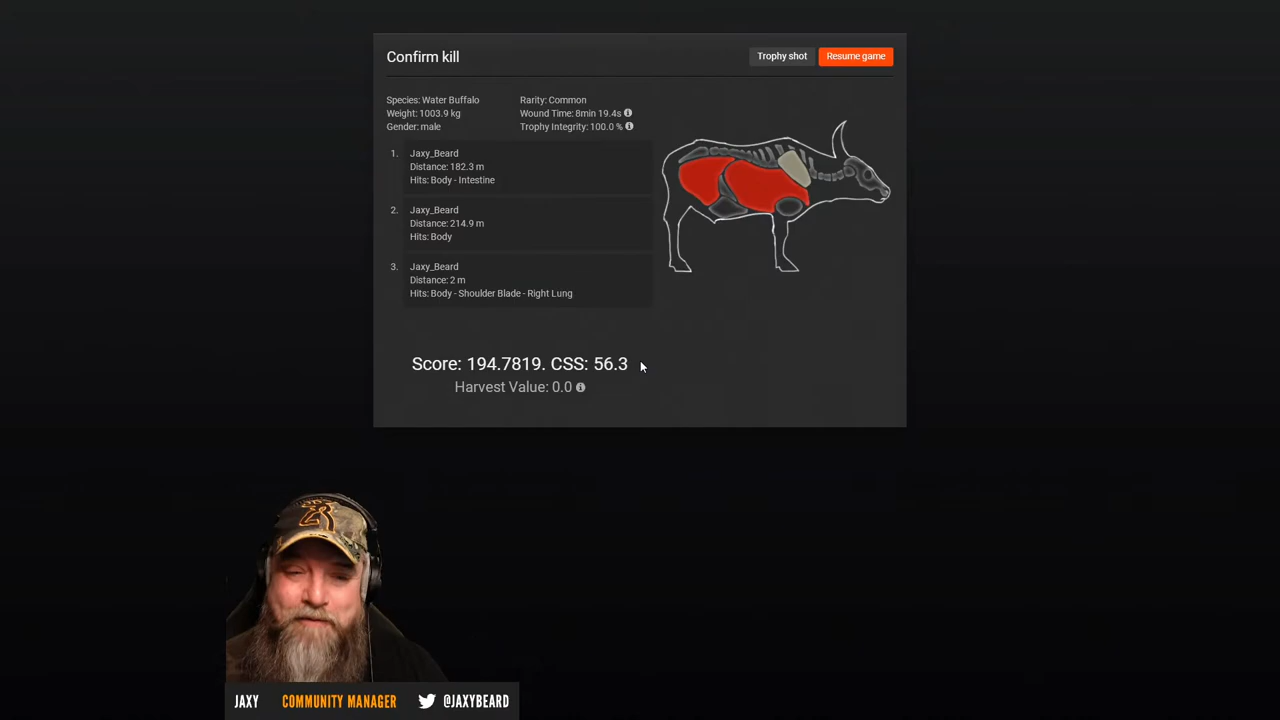 Confirm kill
Trophy shot
Resume game
Species: Water Buffalo
Weight: 1003.9 kg
Gender: male
Rarity: Common
Wound Time: 8min 19.4s
Trophy Integrity: 100.0 %
1. Jaxy_Beard
Distance: 182.3 m
Hits: Body - Intestine
2. Jaxy_Beard
Distance: 214.9 m
Hits: Body
3. Jaxy_Beard
Distance: 2 m
Hits: Body - Shoulder Blade - Right Lung
Score: 194.7819. CSS: 56.3
Harvest Value: 0.0
JAXY COMMUNITY MANAGER @JAXYBEARD